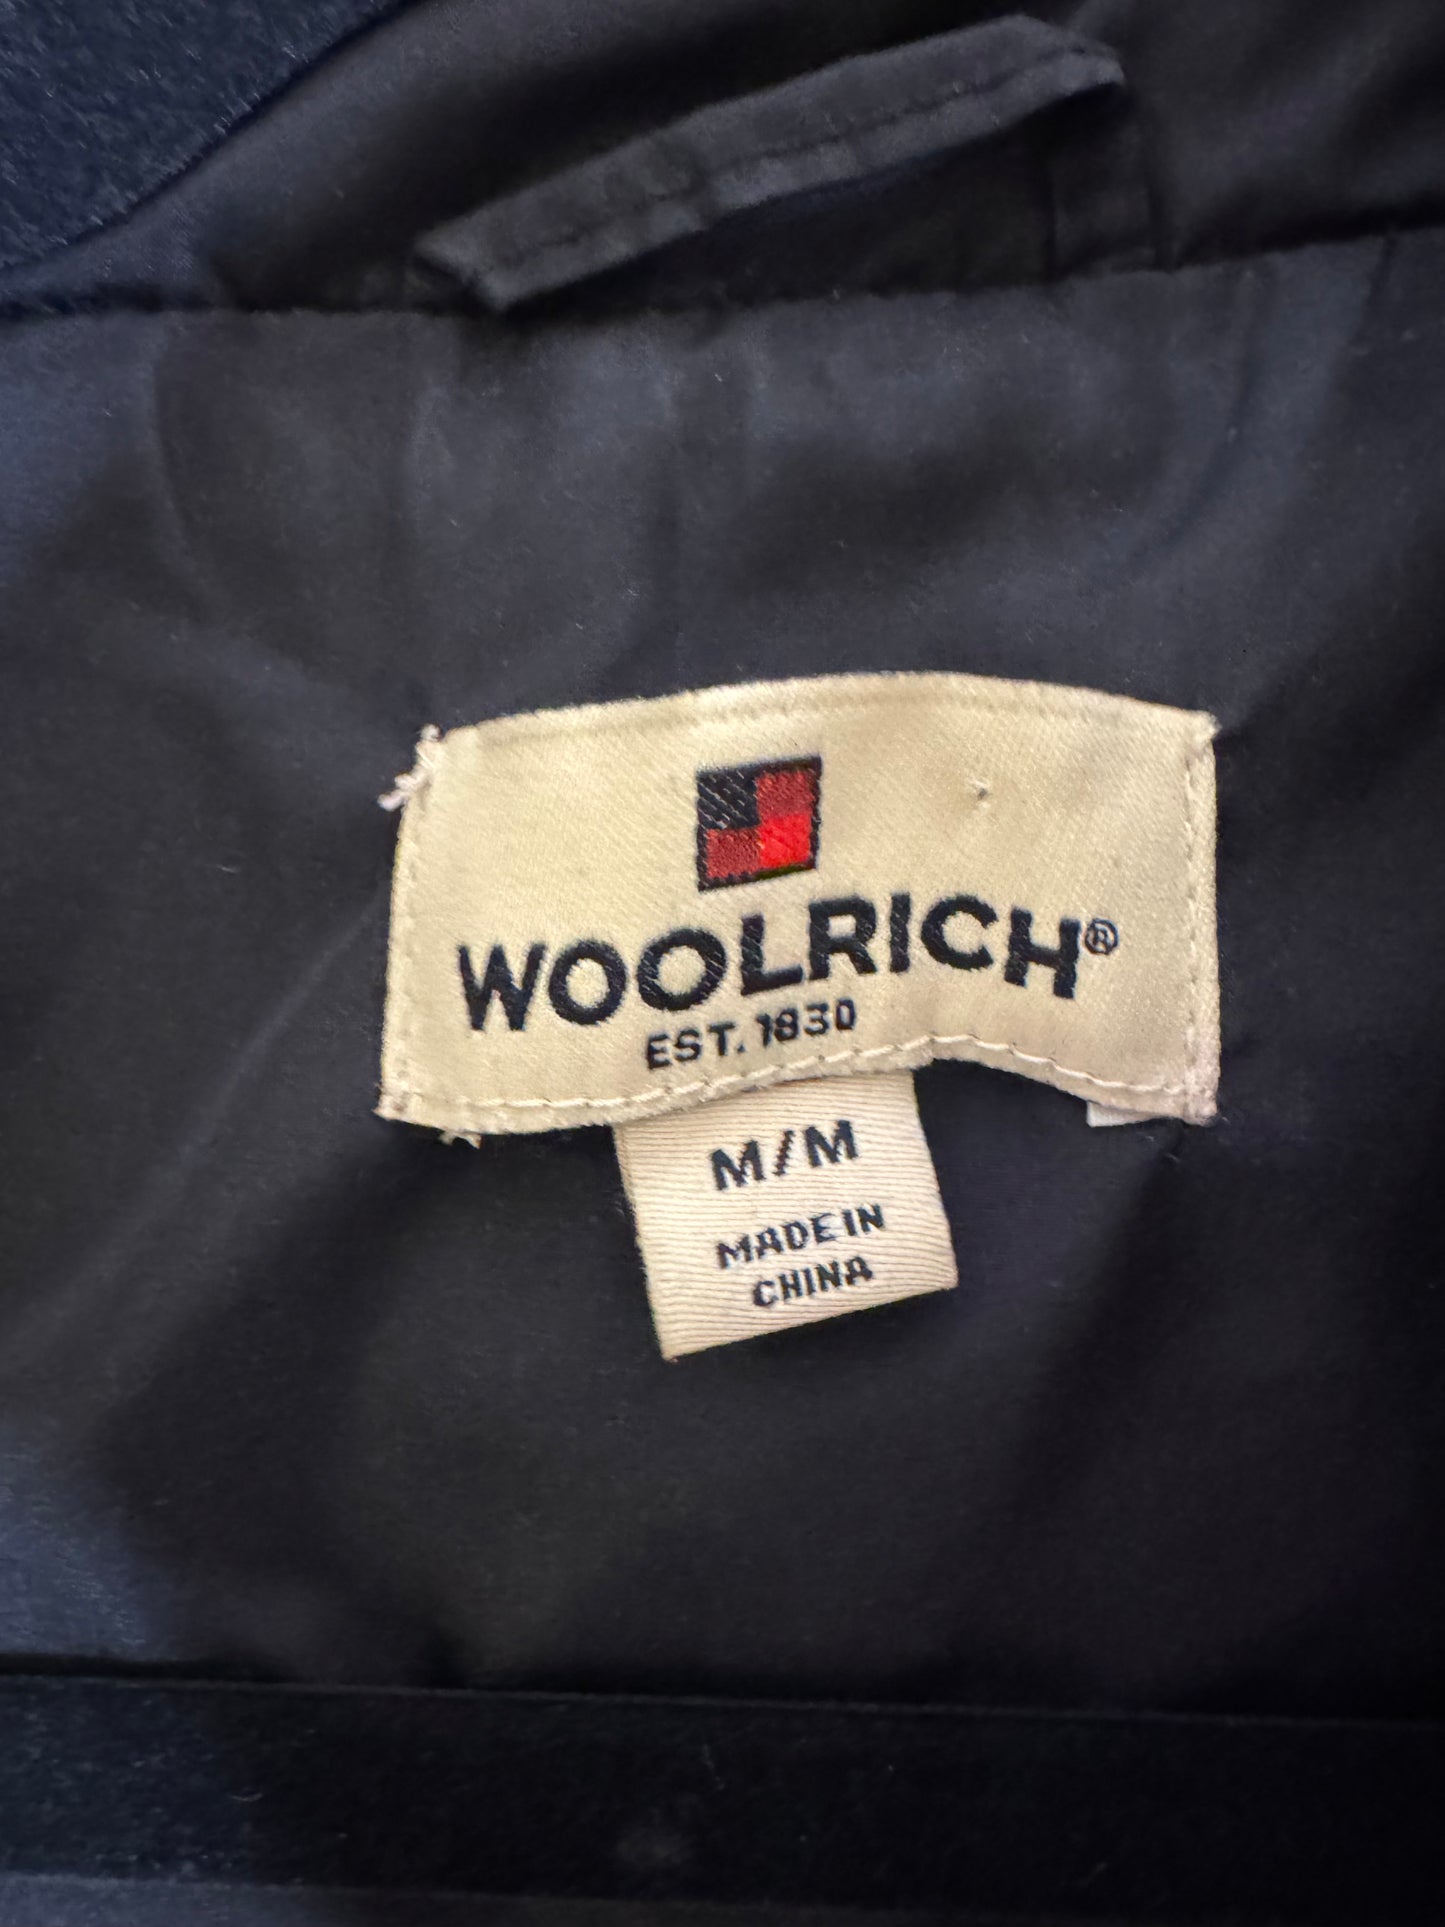 WOOLRICH®
EST. 1830
M/M
MADE IN
CHINA